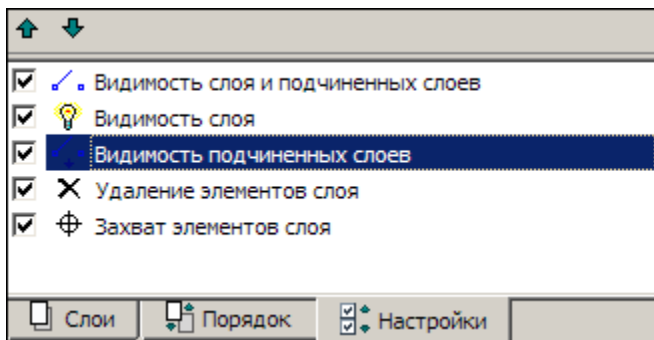 Видимость слоя и подчиненных слоев
Видимость слоя
Видимость подчиненных слоев
Удаление элементов слоя
Захват элементов слоя
Слои Порядок Настройки